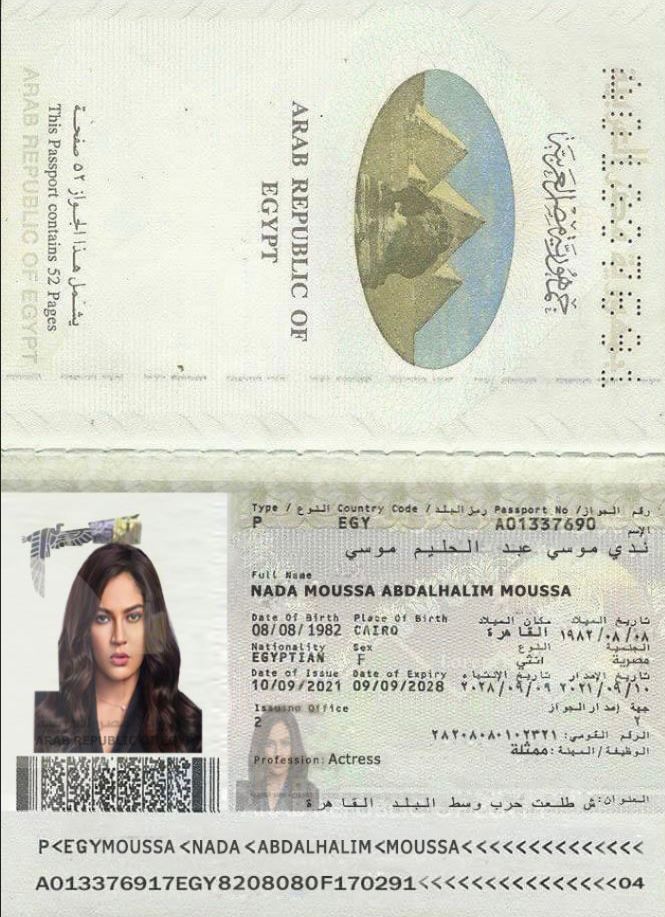 جمهورية مصر العربية
ARAB REPUBLIC OF
EGYPT
يشتمل هذا الجواز ٥٢ صفحة
This Passport contains 52 Pages
ARAB REPUBLIC OF EGYPT
Type / النوع Country Code / رمز البلد Passport No / رقم الجواز
P EGY A01337690
الإسم
ندي موسي عبد الحليم موسي
Full Name
NADA MOUSSA ABDALHALIM MOUSSA
Date Of Birth Place Of Birth مكان الميلاد تاريخ الميلاد
08/08/1982 CAIRO القاهرة ١٩٨٢/٠٨/٠٨
Nationality Sex النوع الجنسية
EGYPTIAN F انثي مصرية
Date of Issue Date of Expiry تاريخ الإنتهاء تاريخ الإصدار
10/09/2021 09/09/2028 ٢٠٢٨/٠٩/٠٩ ٢٠٢١/٠٩/١٠
Issuing Office جهة إصدار الجواز
2 ٢
الرقم القومى: ٢٨٢٠٨٠٨٠١٠٢٣٢١
Profession: Actress الوظيفة/المهنة: ممثلة
ARAB REPUBLIC OF EGYPT
العنوان: ش طلعت حرب وسط البلد القاهرة
P<EGYMOUSSA<NADA<ABDALHALIM<MOUSSA<<<<<<<<<<<<<<
A013376917EGY8208080F170291<<<<<<<<<<<<<<<04